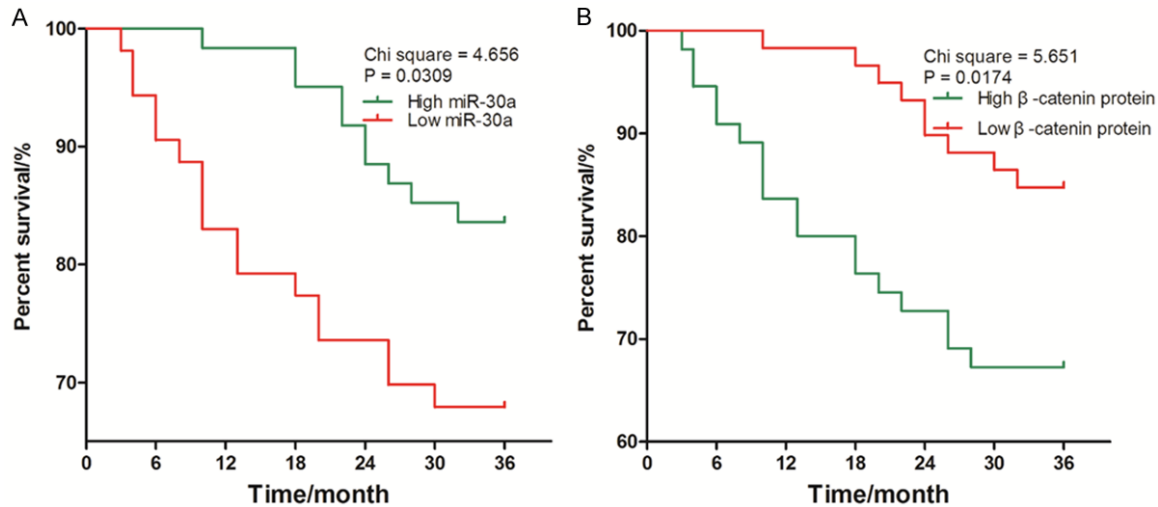 A
100
90
80
70
Percent survival/%
Chi square = 4.656
P = 0.0309
High miR-30a
Low miR-30a
0 6 12 18 24 30 36
Time/month
B
100
90
80
70
60
Percent survival/%
Chi square = 5.651
P = 0.0174
High β -catenin protein
Low β -catenin protein
0 6 12 18 24 30 36
Time/month